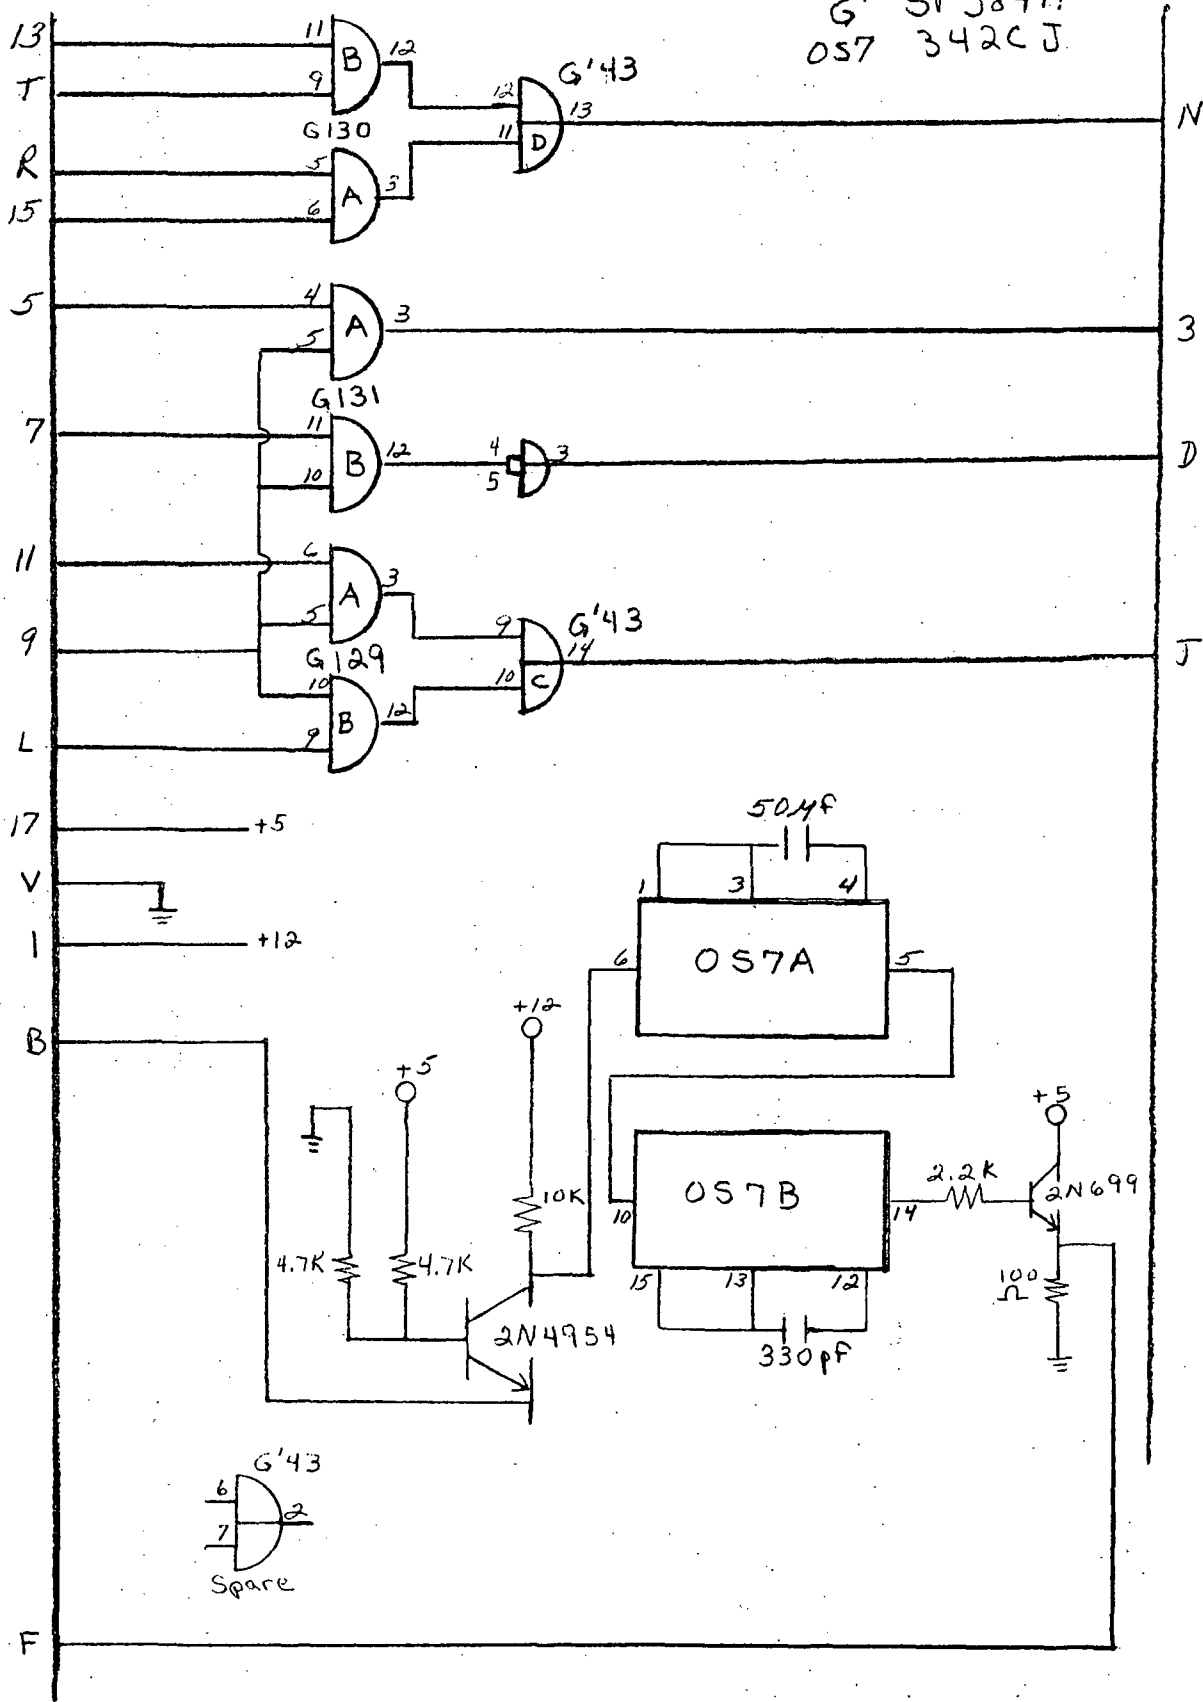 OS7 342CJ
13
11
B
12
T
9
G'43
12
13
N
11
D
G130
R
5
A
3
15
6
5
4
A
3
3
5
G131
7
11
B
12
4
3
D
10
5
11
6
A
3
9
5
G129
9
G'43
14
J
10
C
10
B
12
L
9
17
+5
V
1
+12
50µf
1
3
4
6
OS7A
5
B
+12
+5
+5
10K
10
OS7B
14
2.2K
2N699
4.7K
4.7K
15
13
12
100
Ω
2N4954
330pf
G'43
6
2
7
Spare
F